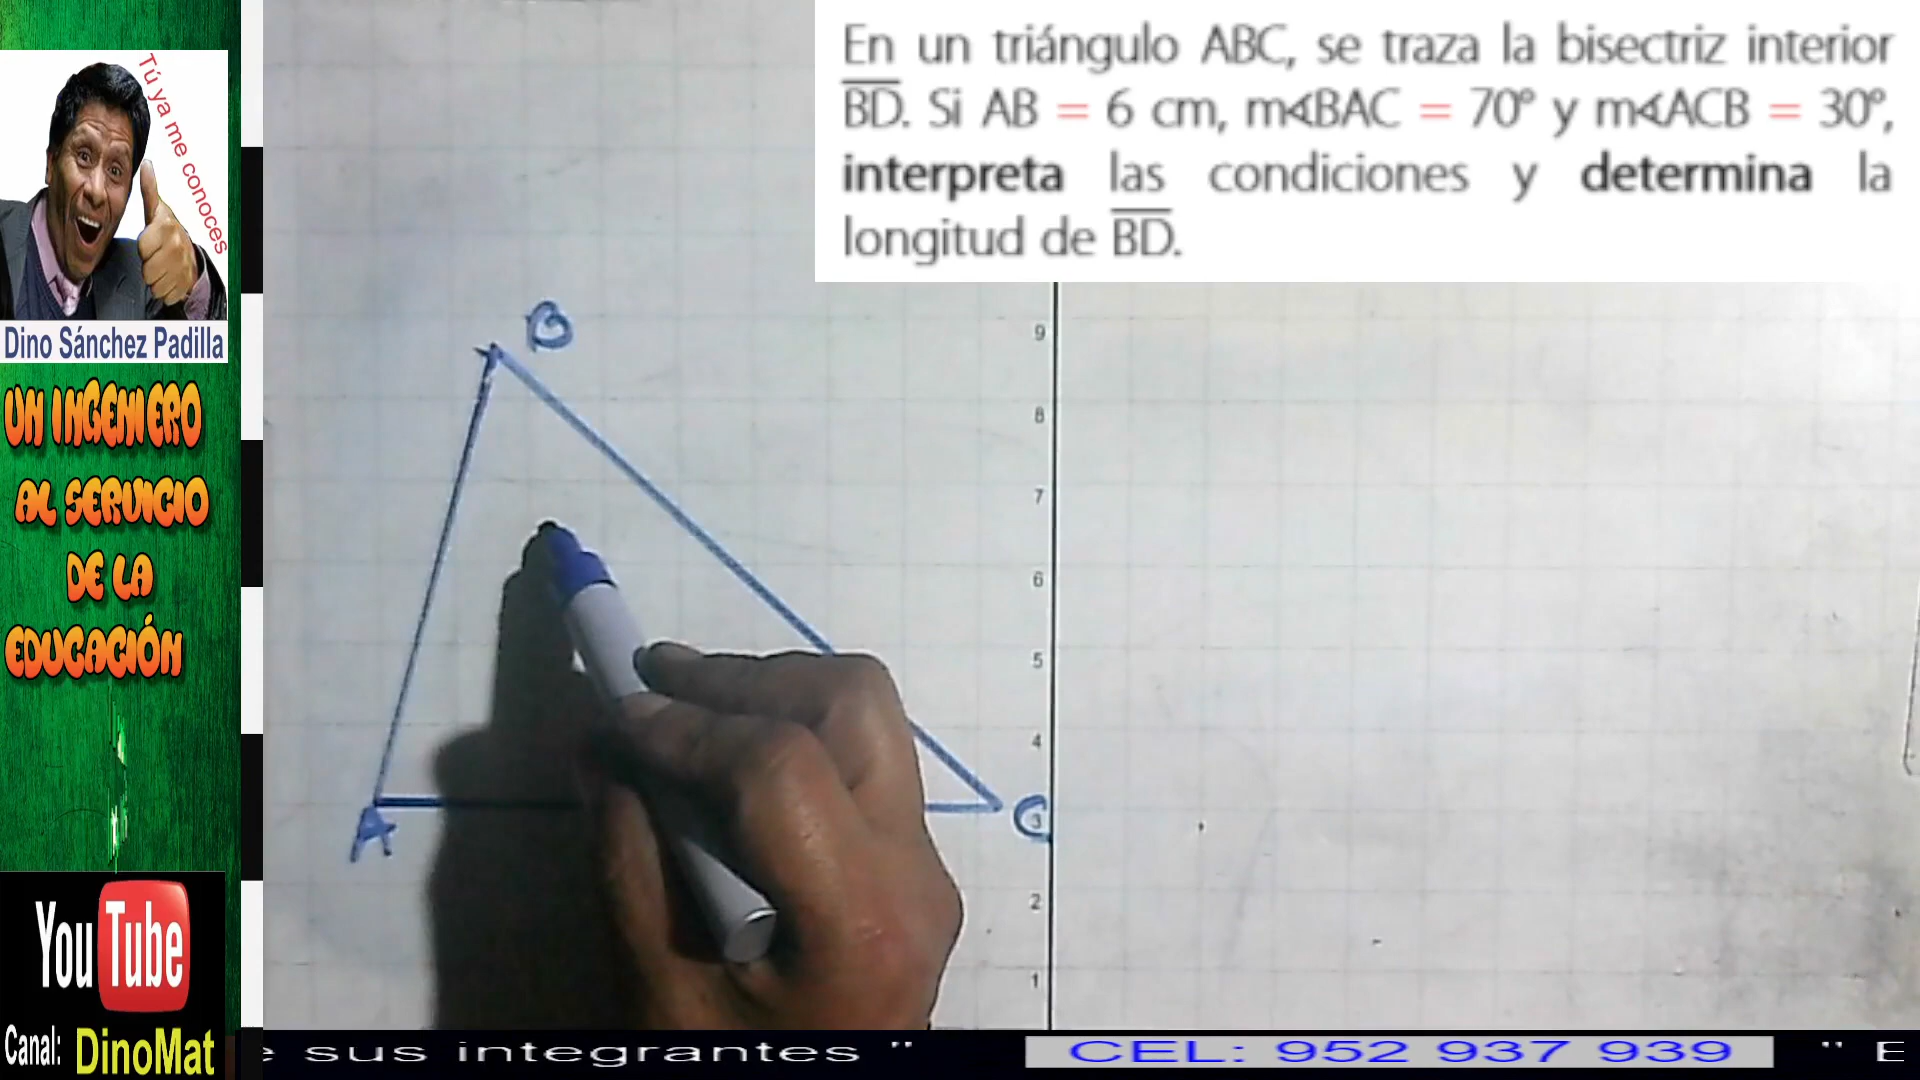 En un triángulo ABC, se traza la bisectriz interior
BD. Si AB = 6 cm, m∢BAC = 70º y m∢ACB = 30º,
interpreta las condiciones y determina la
longitud de BD.
Tú ya me conoces
Dino Sánchez Padilla
UN INGENIERO
AL SERVICIO
DE LA
EDUCACIÓN
You Tube
Canal: DinoMat
B
A
C
9
8
7
6
5
4
3
2
1
e sus integrantes "
CEL: 952 937 939
" E